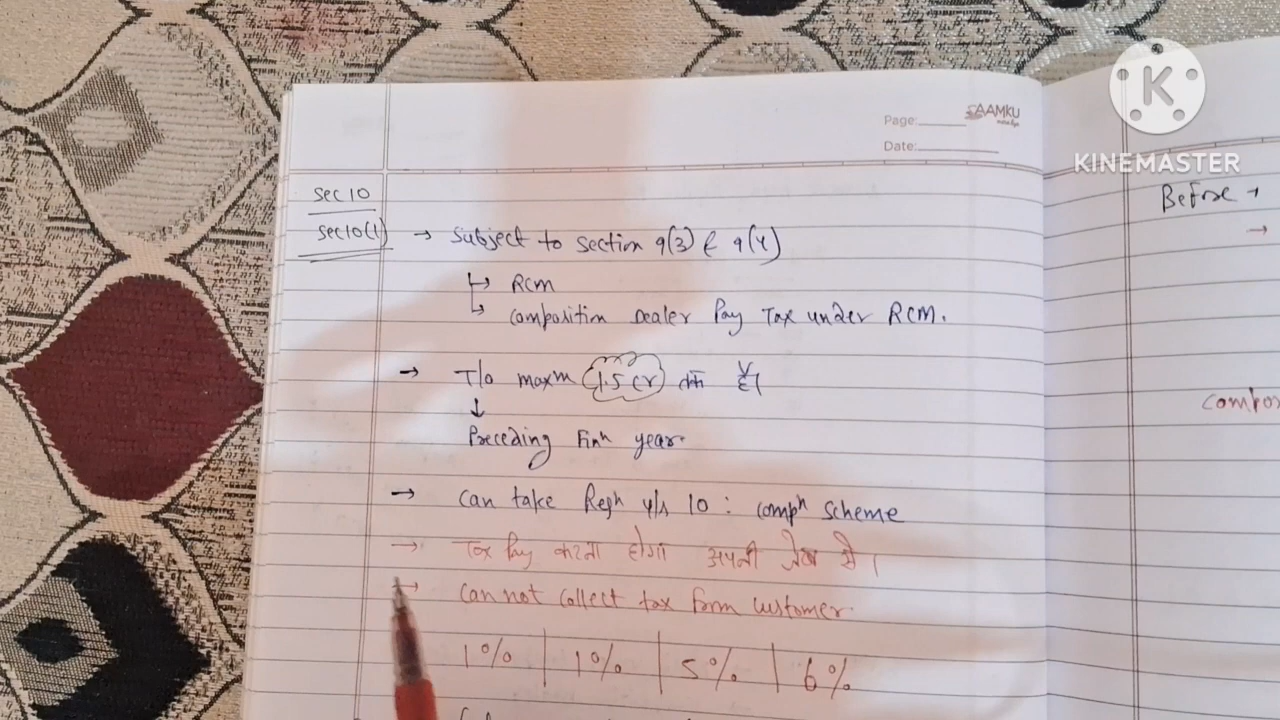 KINEMASTER
Page:
SAAMKU
Date:
Sec 10
Sec 10(1) → Subject to section 9(3) & 9(4)
↳ RCM
↳ Composition Dealer Pay Tax under RCM.
→ T/o maxm 1.5 Cr तक है।
↓
Preceding Finn year.
→ Can take Regn u/s 10 : compn Scheme
→ Tax Pay करना होगा अपनी जेब से।
→ Can not Collect tax form customer.
1% | 1% | 5% | 6%
Before
→
compos